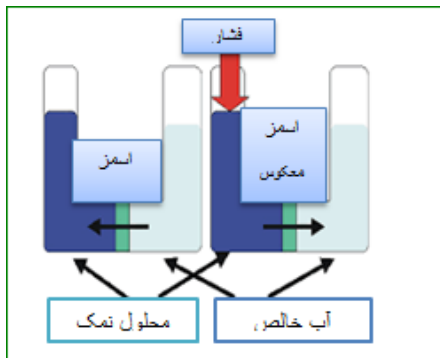 فشار
اسمز
اسمز
معکوس
محلول نمک
آب خالص